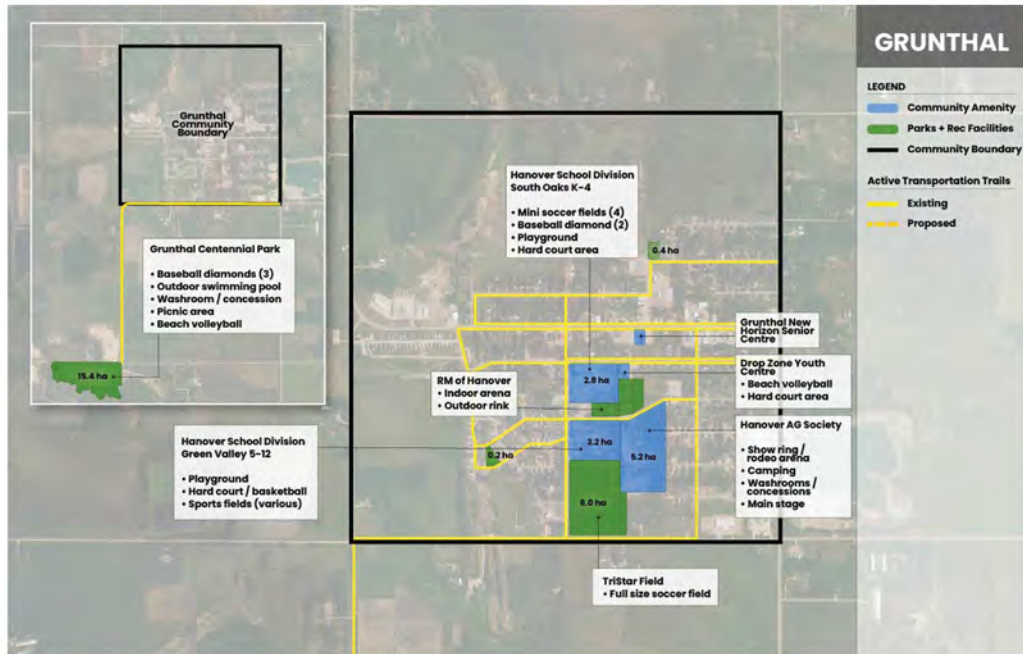 GRUNTHAL
LEGEND
Community Amenity
Parks + Rec Facilities
Community Boundary
Active Transportation Trails
Existing
Proposed
Grunthal
Community
Boundary
Grunthal Centennial Park
• Baseball diamonds (3)
• Outdoor swimming pool
• Washroom / concession
• Picnic area
• Beach volleyball
15.4 ha
Hanover School Division
South Oaks K-4
• Mini soccer fields (4)
• Baseball diamond (2)
• Playground
• Hard court area
0.4 ha
Grunthal New
Horizon Senior
Centre
Drop Zone Youth
Centre
• Beach volleyball
• Hard court area
2.8 ha
RM of Hanover
• Indoor arena
• Outdoor rink
Hanover AG Society
• Show ring /
rodeo arena
• Camping
• Washrooms /
concessions
• Main stage
Hanover School Division
Green Valley 5-12
• Playground
• Hard court / basketball
• Sports fields (various)
0.2 ha
3.2 ha
5.2 ha
6.0 ha
TriStar Field
• Full size soccer field